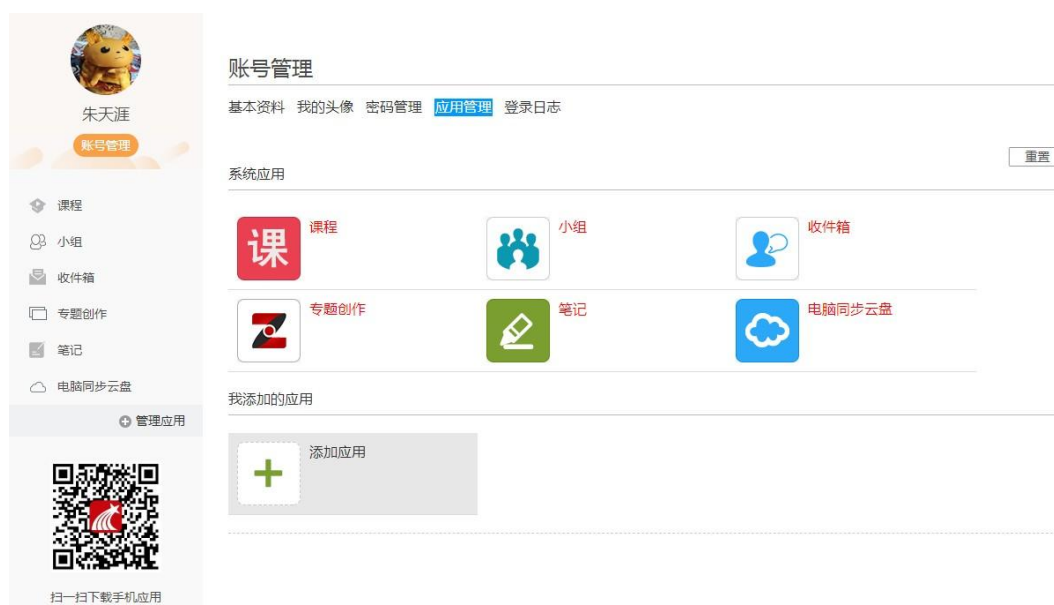 朱天涯
账号管理
课程
小组
收件箱
专题创作
笔记
电脑同步云盘
管理应用
扫一扫下载手机应用
账号管理
基本资料 我的头像 密码管理 应用管理 登录日志
重置
系统应用
课 课程 小组 收件箱
专题创作 笔记 电脑同步云盘
我添加的应用
添加应用